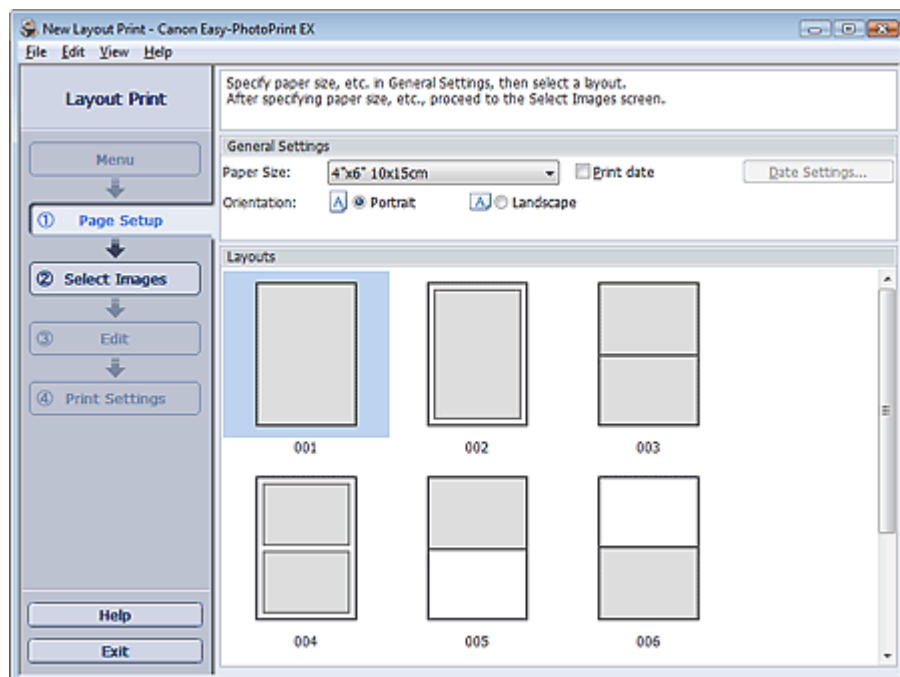 New Layout Print - Canon Easy-PhotoPrint EX
File Edit View Help
Layout Print
Specify paper size, etc. in General Settings, then select a layout.
After specifying paper size, etc., proceed to the Select Images screen.
Menu
① Page Setup
② Select Images
③ Edit
④ Print Settings
Help
Exit
General Settings
Paper Size: 4"x6" 10x15cm Print date Date Settings...
Orientation: A Portrait A Landscape
Layouts
001 002 003
004 005 006